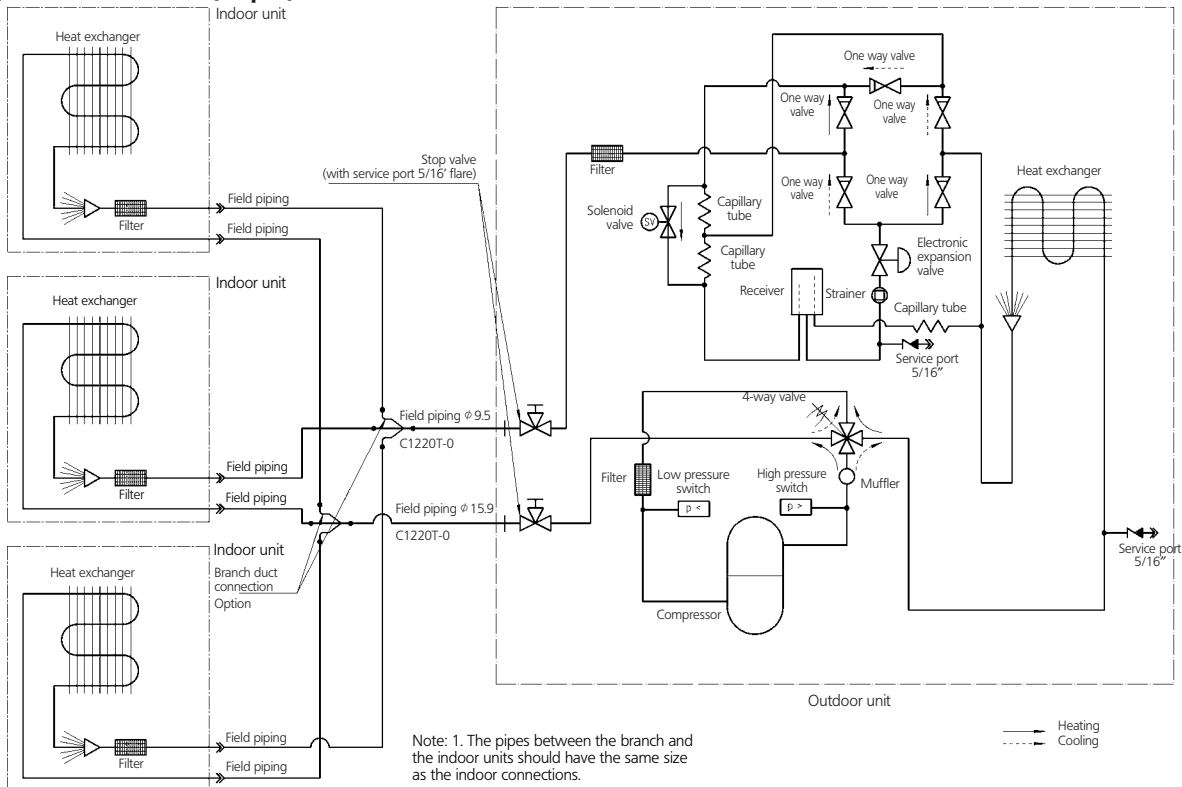 Indoor unit
Heat exchanger
Filter
Field piping
Field piping
Indoor unit
Heat exchanger
Filter
Field piping
Field piping
Indoor unit
Heat exchanger
Filter
Field piping
Field piping
Branch duct
connection
Option
Stop valve
(with service port 5/16' flare)
Field piping φ 9.5
C1220T-0
Field piping φ 15.9
C1220T-0
One way
valve
One way
valve
One way
valve
One way
valve
One way
valve
Filter
Solenoid
valve
SV
Capillary
tube
Capillary
tube
Electronic
expansion
valve
Receiver
Strainer
Capillary tube
Service port
5/16″
Heat exchanger
4-way valve
Filter
Low pressure
switch
P <
High pressure
switch
P >
Muffler
Compressor
Service port
5/16″
Outdoor unit
Note: 1. The pipes between the branch and
the indoor units should have the same size
as the indoor connections.
Heating
Cooling